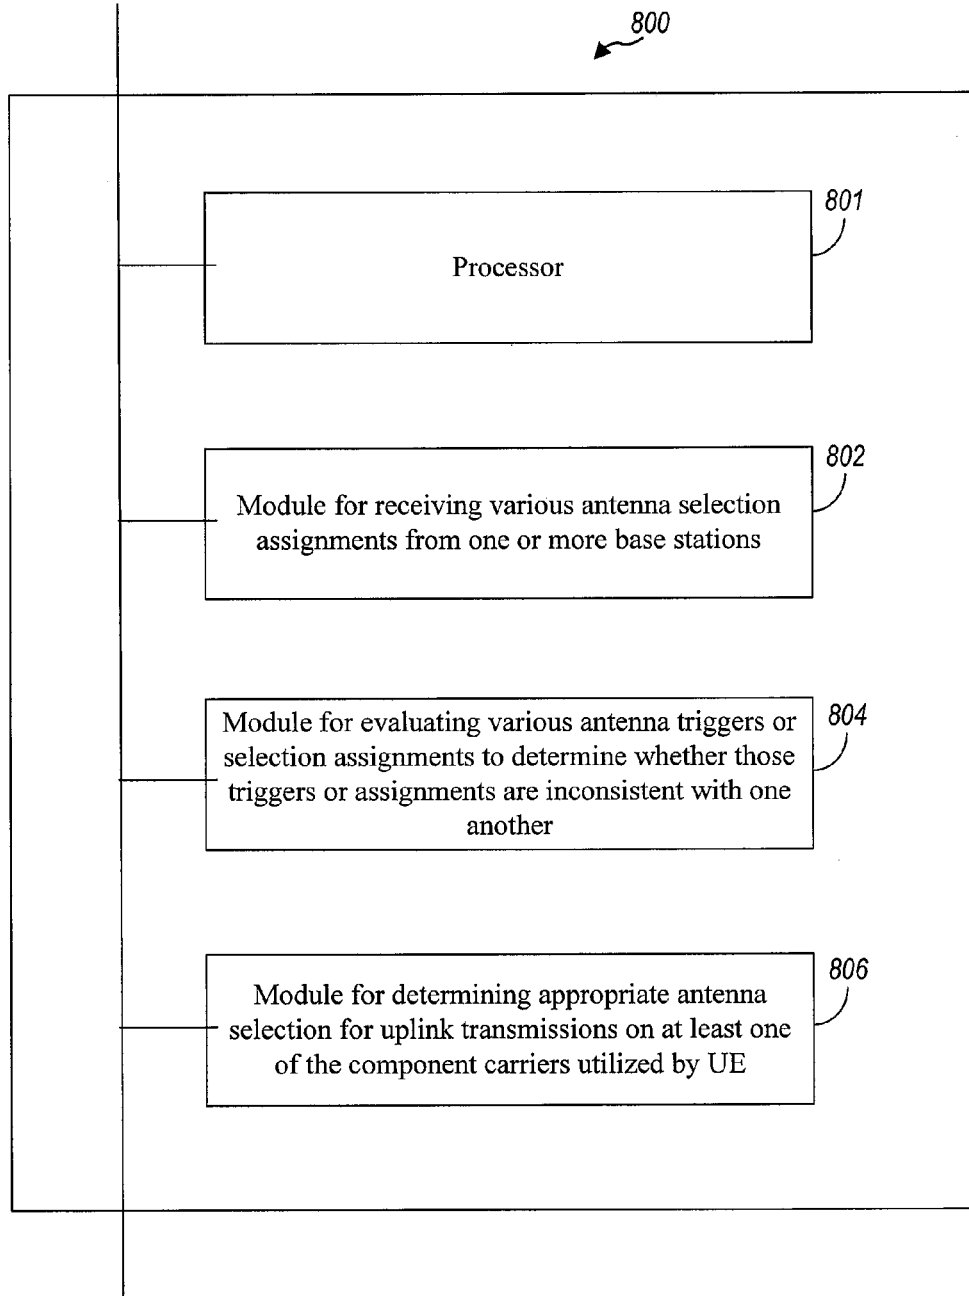 800
801
Processor
802
Module for receiving various antenna selection
assignments from one or more base stations
804
Module for evaluating various antenna triggers or
selection assignments to determine whether those
triggers or assignments are inconsistent with one
another
806
Module for determining appropriate antenna
selection for uplink transmissions on at least one
of the component carriers utilized by UE